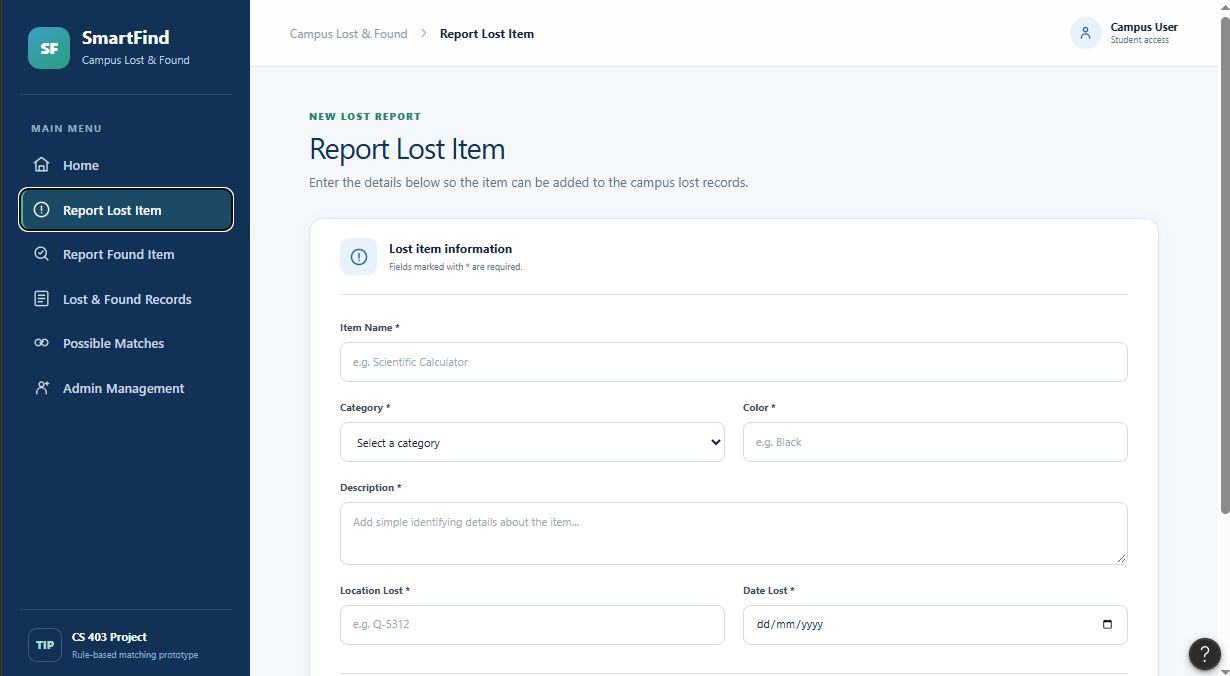 SF
SmartFind
Campus Lost & Found
MAIN MENU
Home
Report Lost Item
Report Found Item
Lost & Found Records
Possible Matches
Admin Management
TIP
CS 403 Project
Rule-based matching prototype
Campus Lost & Found > Report Lost Item
Campus User
Student access
NEW LOST REPORT
Report Lost Item
Enter the details below so the item can be added to the campus lost records.
Lost item information
Fields marked with * are required.
Item Name *
e.g. Scientific Calculator
Category *
Select a category
Color *
e.g. Black
Description *
Add simple identifying details about the item...
Location Lost *
e.g. Q-5312
Date Lost *
dd/mm/yyyy
?